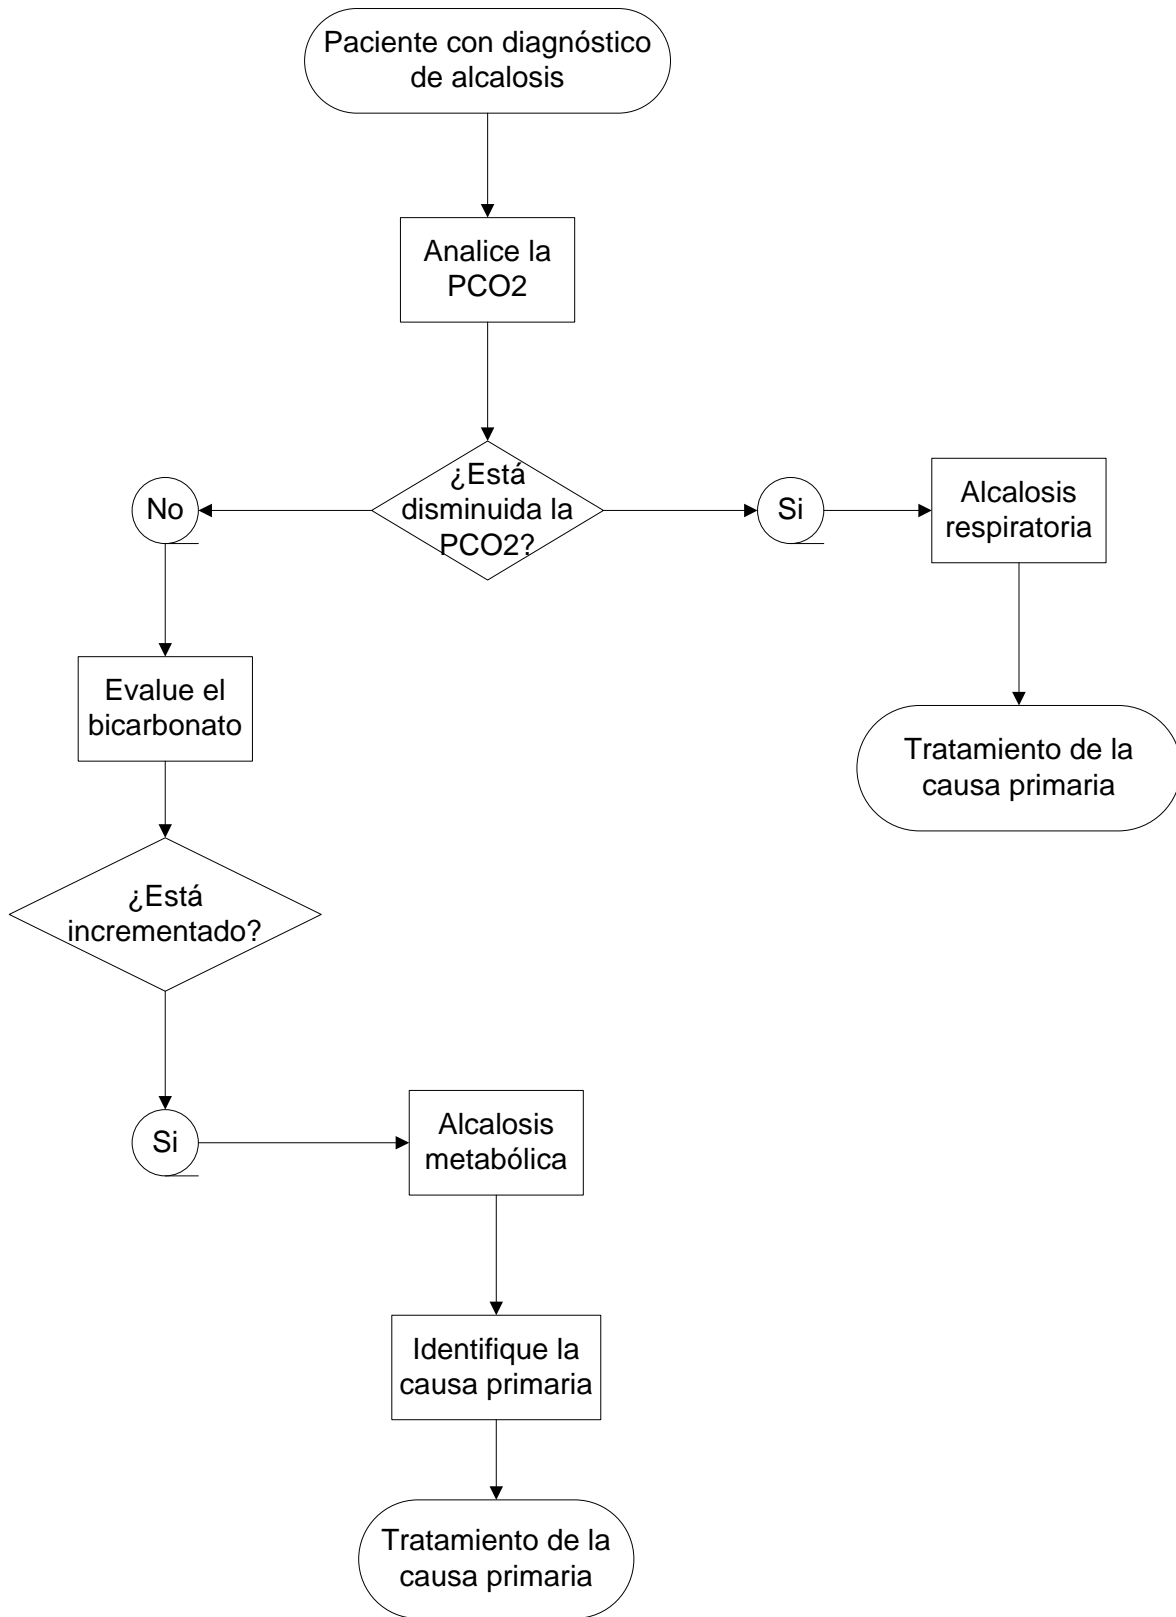 Paciente con diagnóstico
de alcalosis
Analice la
PCO2
¿Está
disminuida la
PCO2?
No
Si
Alcalosis
respiratoria
Evalue el
bicarbonato
Tratamiento de la
causa primaria
¿Está
incrementado?
Si
Alcalosis
metabólica
Identifique la
causa primaria
Tratamiento de la
causa primaria